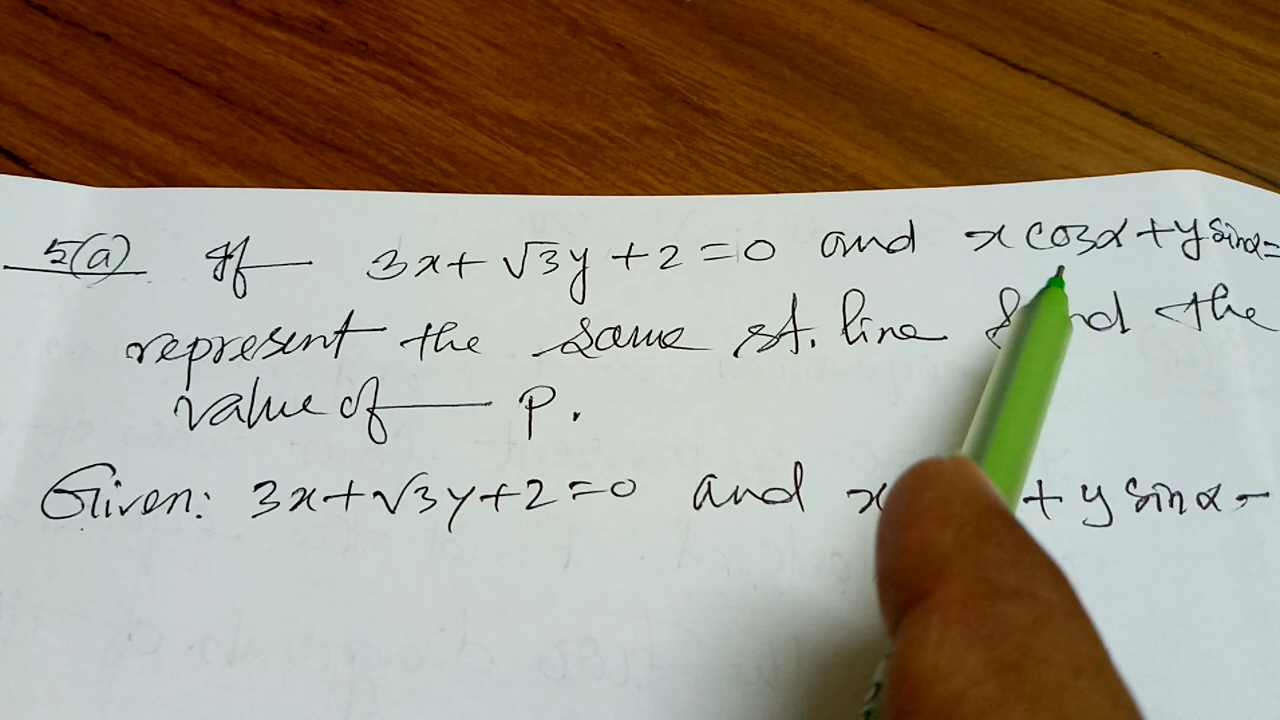 5(a) If 3x + √3y + 2 = 0 and x cosα + y sinα =
represent the same st. line find the
value of P.
Given: 3x + √3y + 2 = 0 and x + y sinα -